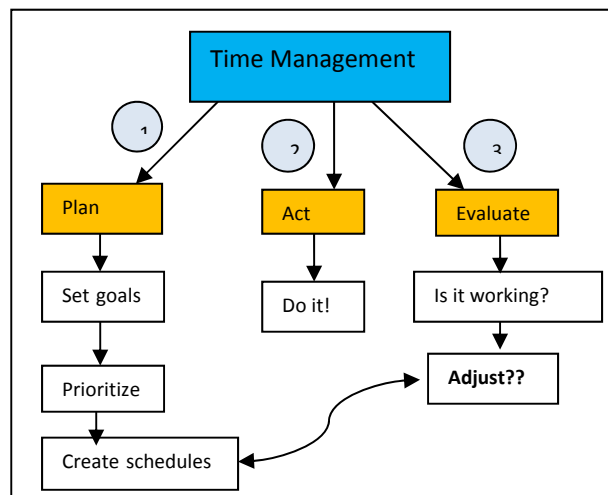 Time Management
1
2
3
Plan
Act
Evaluate
Set goals
Do it!
Is it working?
Prioritize
Adjust??
Create schedules